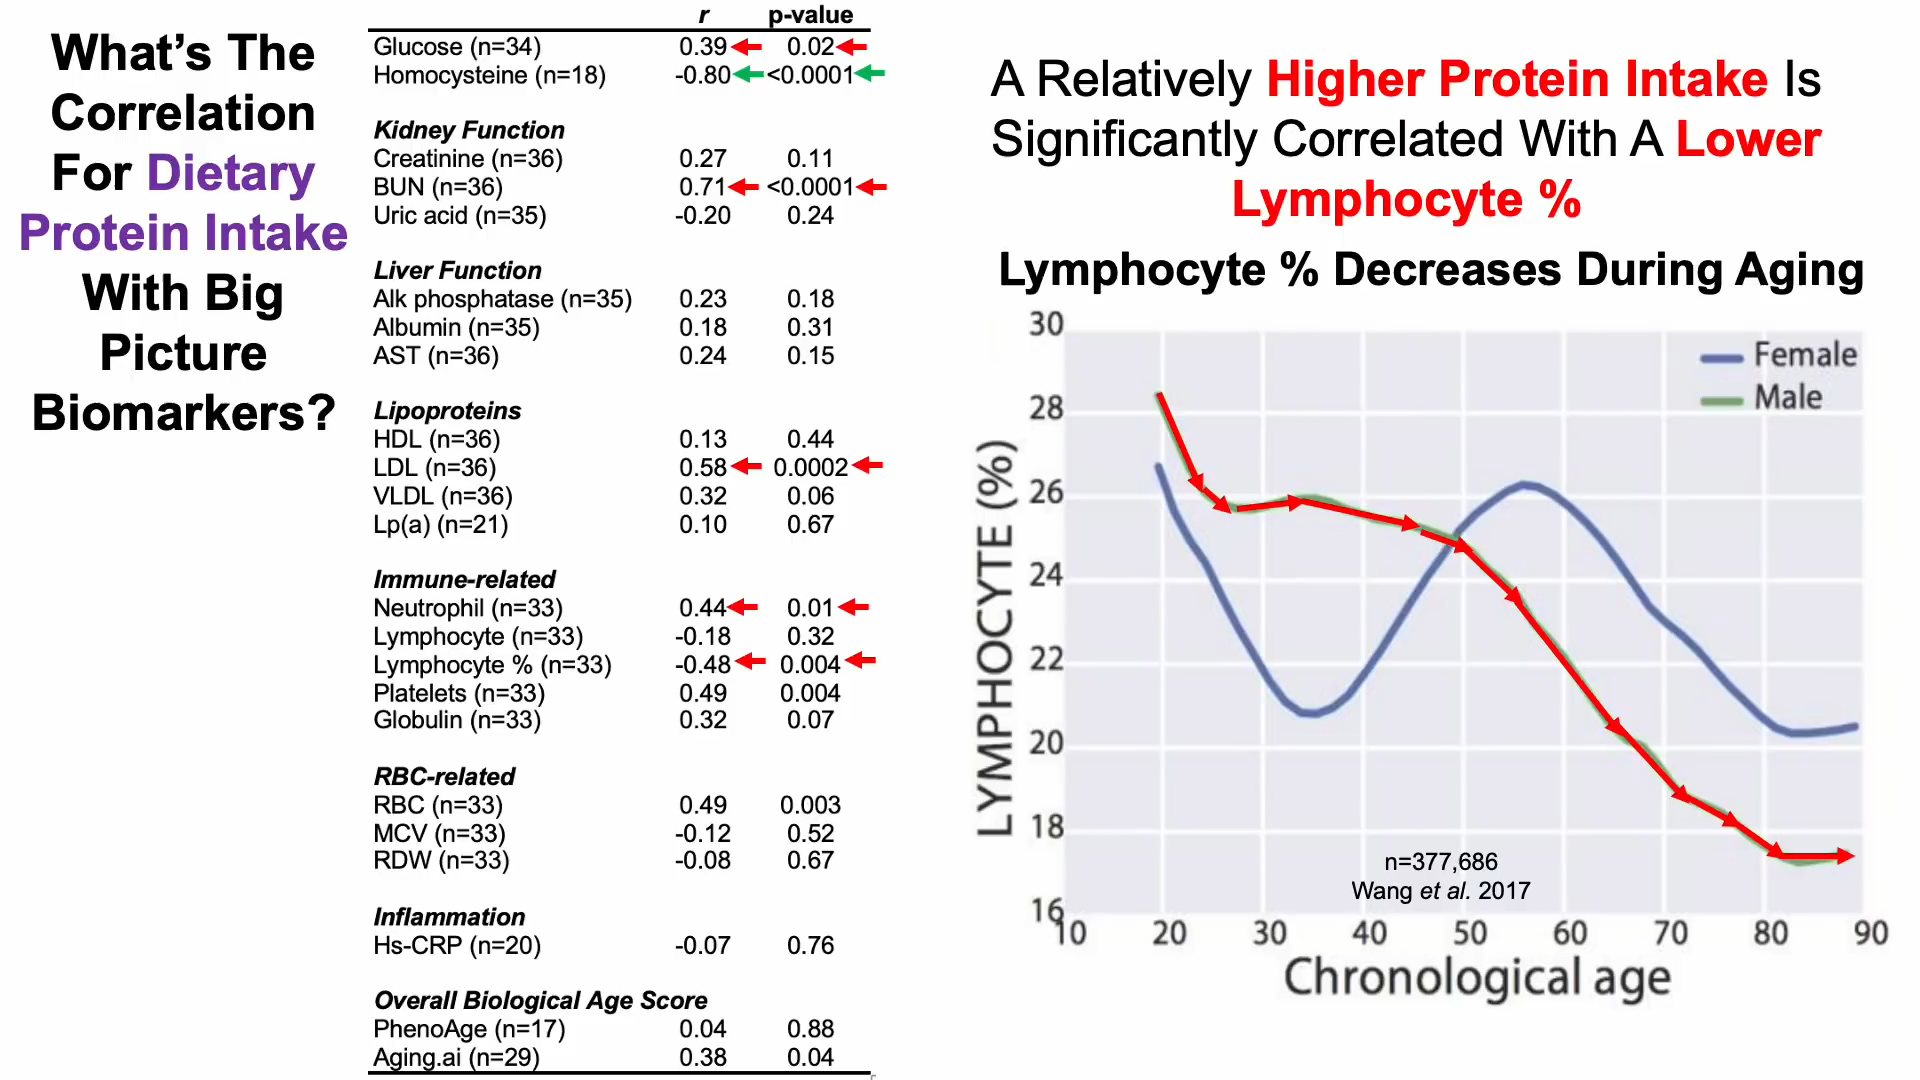 What's The
Correlation
For Dietary
Protein Intake
With Big
Picture
Biomarkers?
r p-value
Glucose (n=34) 0.39 0.02
Homocysteine (n=18) -0.80 <0.0001
Kidney Function
Creatinine (n=36) 0.27 0.11
BUN (n=36) 0.71 <0.0001
Uric acid (n=35) -0.20 0.24
Liver Function
Alk phosphatase (n=35) 0.23 0.18
Albumin (n=35) 0.18 0.31
AST (n=36) 0.24 0.15
Lipoproteins
HDL (n=36) 0.13 0.44
LDL (n=36) 0.58 0.0002
VLDL (n=36) 0.32 0.06
Lp(a) (n=21) 0.10 0.67
Immune-related
Neutrophil (n=33) 0.44 0.01
Lymphocyte (n=33) -0.18 0.32
Lymphocyte % (n=33) -0.48 0.004
Platelets (n=33) 0.49 0.004
Globulin (n=33) 0.32 0.07
RBC-related
RBC (n=33) 0.49 0.003
MCV (n=33) -0.12 0.52
RDW (n=33) -0.08 0.67
Inflammation
Hs-CRP (n=20) -0.07 0.76
Overall Biological Age Score
PhenoAge (n=17) 0.04 0.88
Aging.ai (n=29) 0.38 0.04
A Relatively Higher Protein Intake Is
Significantly Correlated With A Lower
Lymphocyte %
Lymphocyte % Decreases During Aging
30
28
26
24
22
20
18
16
LYMPHOCYTE (%)
Female
Male
n=377,686
Wang et al. 2017
10 20 30 40 50 60 70 80 90
Chronological age